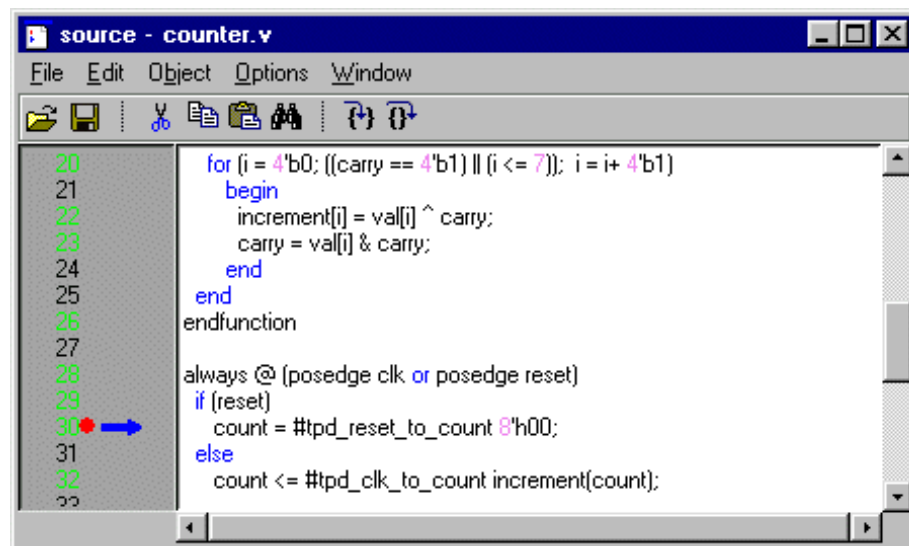 source - counter.v
File Edit Object Options Window
20 for (i = 4'b0; ((carry == 4'b1) || (i <= 7)); i = i+ 4'b1)
21 begin
22 increment[i] = val[i] ^ carry;
23 carry = val[i] & carry;
24 end
25 end
26 endfunction
27
28 always @ (posedge clk or posedge reset)
29 if (reset)
30 count = #tpd_reset_to_count 8'h00;
31 else
32 count <= #tpd_clk_to_count increment(count);
33